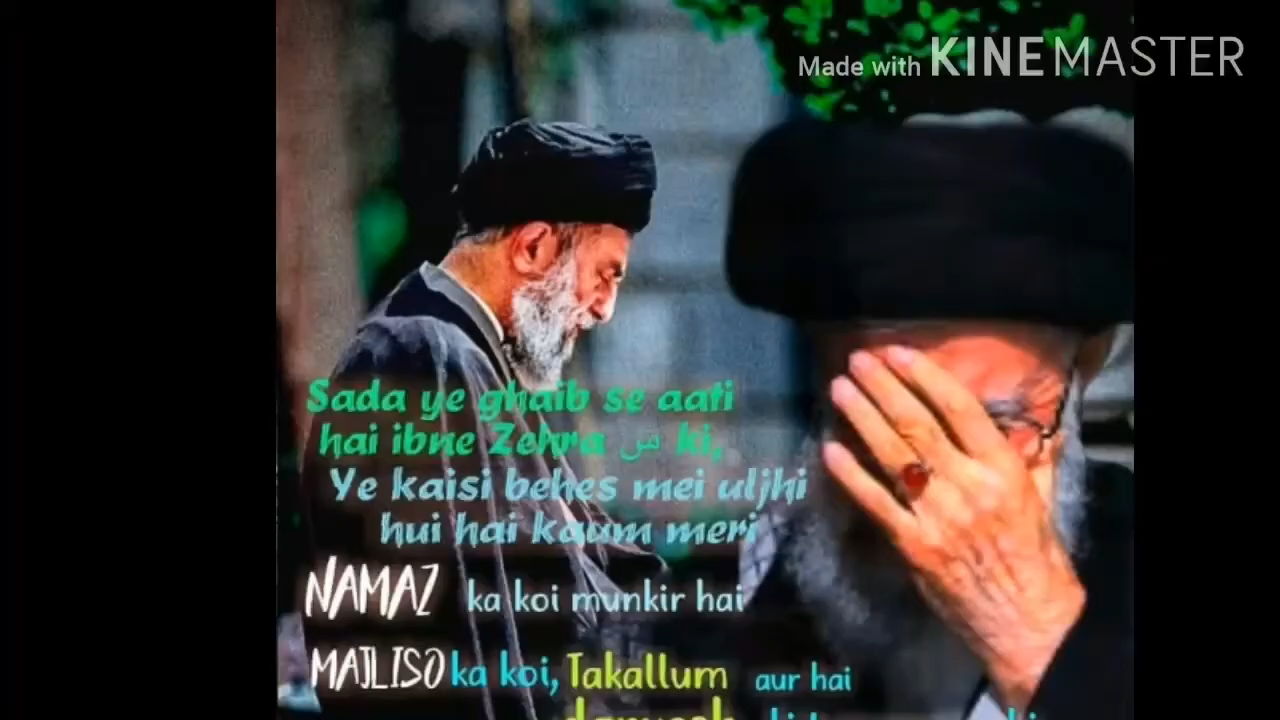 Made with KINEMASTER
Sada ye ghaib se aati
hai ibne Zehra س ki,
Ye kaisi behes mei uljhi
hui hai kaum meri
NAMAZ ka koi munkir hai
MAJLISO ka koi, Takallum aur hai